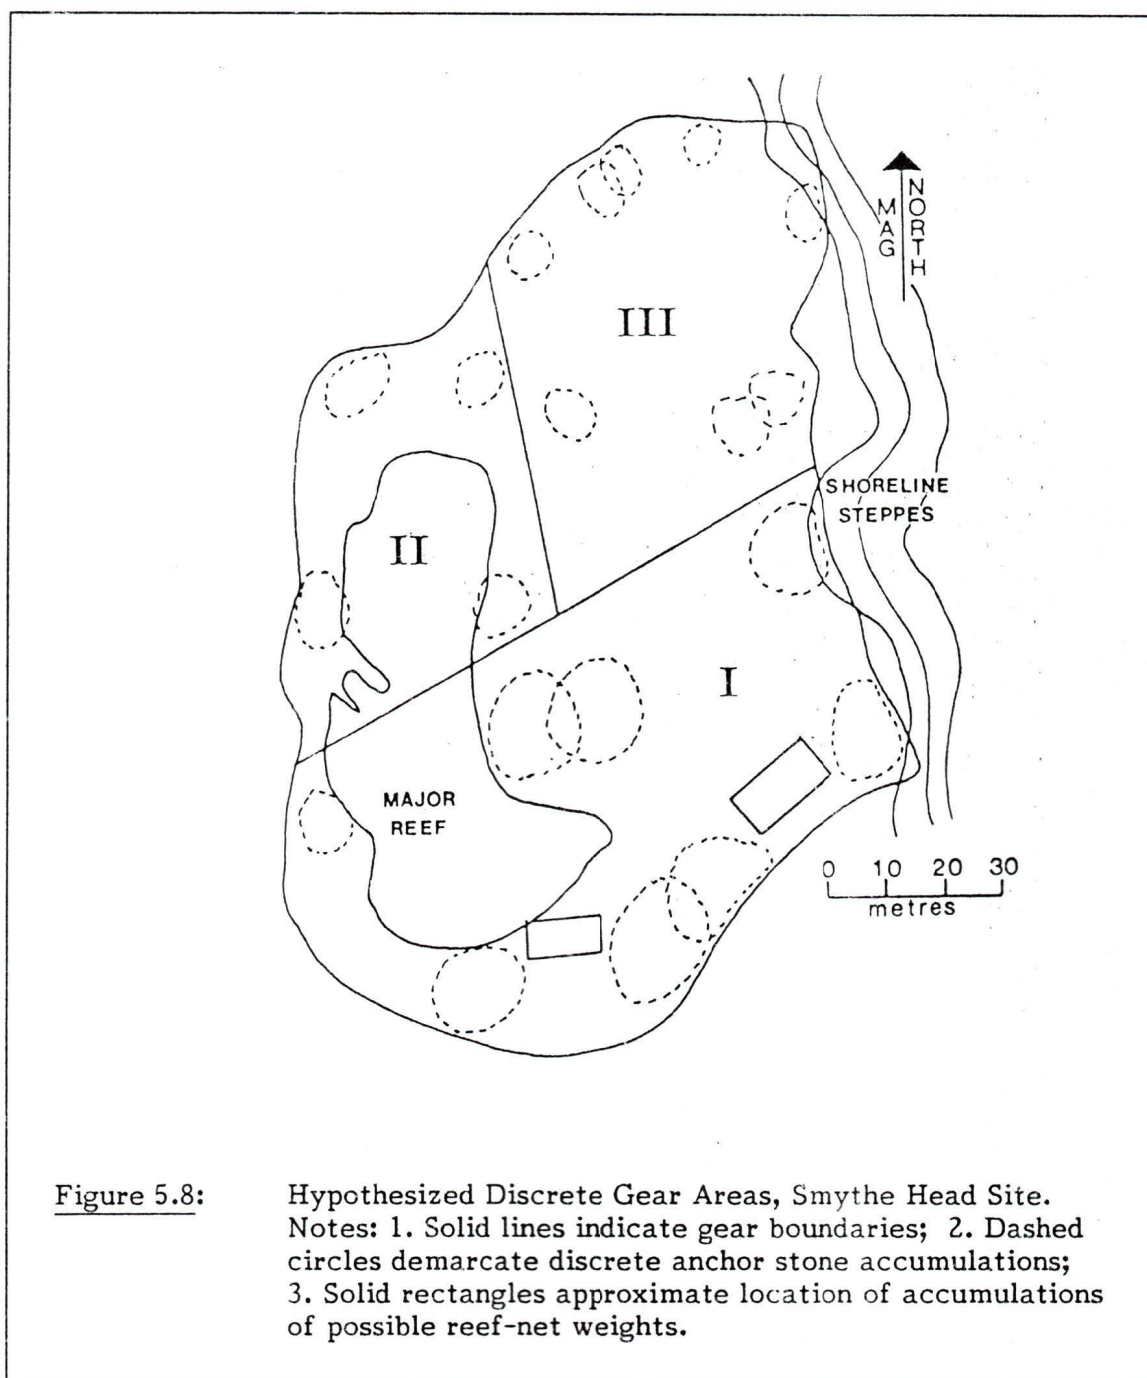 MAG
NORTH
III
SHORELINE
STEPPES
II
I
MAJOR
REEF
0 10 20 30
metres
Figure 5.8: Hypothesized Discrete Gear Areas, Smythe Head Site.
Notes: 1. Solid lines indicate gear boundaries; 2. Dashed
circles demarcate discrete anchor stone accumulations;
3. Solid rectangles approximate location of accumulations
of possible reef-net weights.